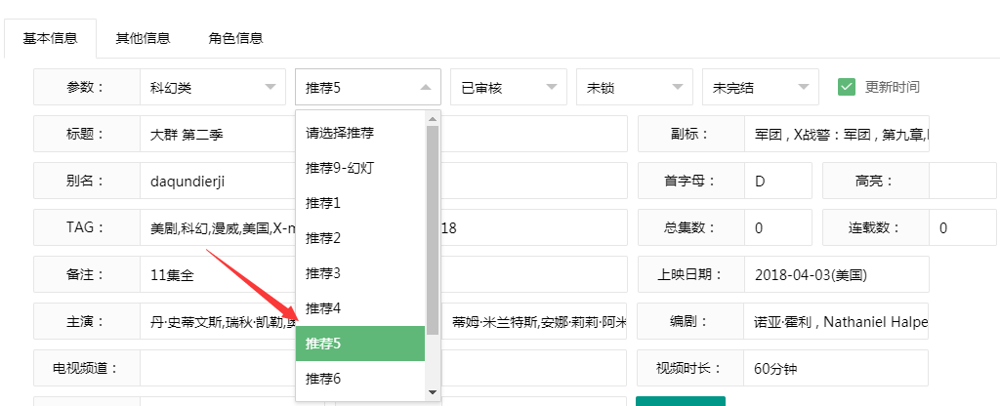 基本信息 其他信息 角色信息
参数： 科幻类 推荐5 已审核 未锁 未完结 更新时间
标题： 大群 第二季 副标： 军团 , X战警：军团 , 第九章,
请选择推荐
推荐9-幻灯
别名： daqundierji 首字母： D 高亮：
推荐1
TAG： 美剧,科幻,漫威,美国,X-m 18 总集数： 0 连载数： 0
推荐2
备注： 11集全 上映日期： 2018-04-03(美国)
推荐3
推荐4
主演： 丹·史蒂文斯,瑞秋·凯勒, 蒂姆·米兰特斯,安娜·莉莉·阿米 编剧： 诺亚·霍利 , Nathaniel Halpe
推荐5
电视频道： 视频时长： 60分钟
推荐6